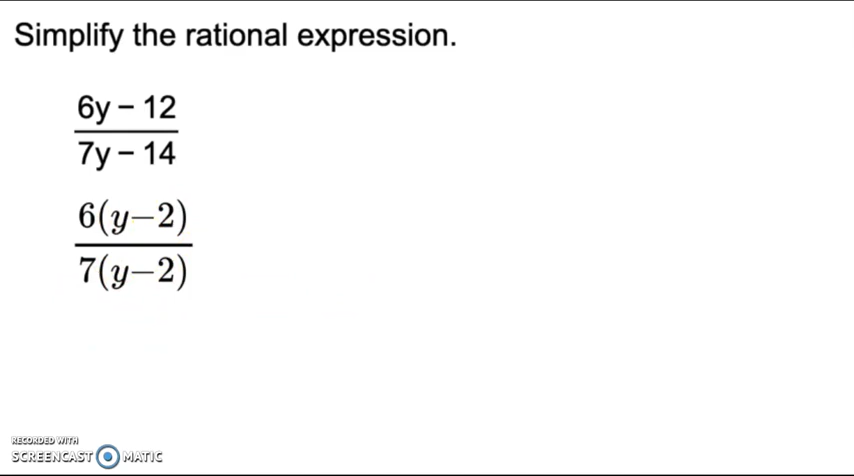 Simplify the rational expression.
6y – 12
7y – 14
6(y–2)
7(y–2)
RECORDED WITH
SCREENCAST MATIC